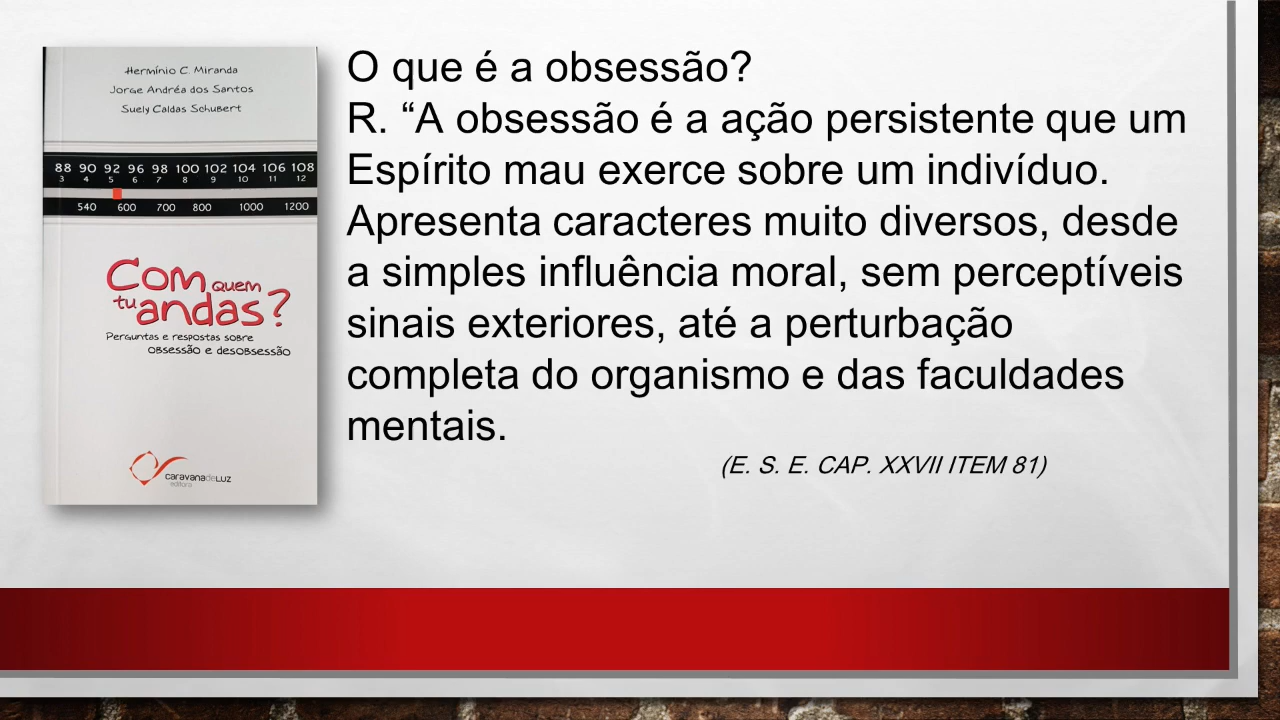 Hermínio C. Miranda
Jorge Andréa dos Santos
Suely Caldas Schubert
88 90 92 96 98 100 102 104 106 108
3 4 5 6 7 8 9 10 11 12
540 600 700 800 1000 1200
Com quem
tu andas?
Perguntas e respostas sobre
obsessão e desobsessão
caravanadeLUZ
editora
O que é a obsessão?
R. “A obsessão é a ação persistente que um
Espírito mau exerce sobre um indivíduo.
Apresenta caracteres muito diversos, desde
a simples influência moral, sem perceptíveis
sinais exteriores, até a perturbação
completa do organismo e das faculdades
mentais.
(E. S. E. CAP. XXVII ITEM 81)